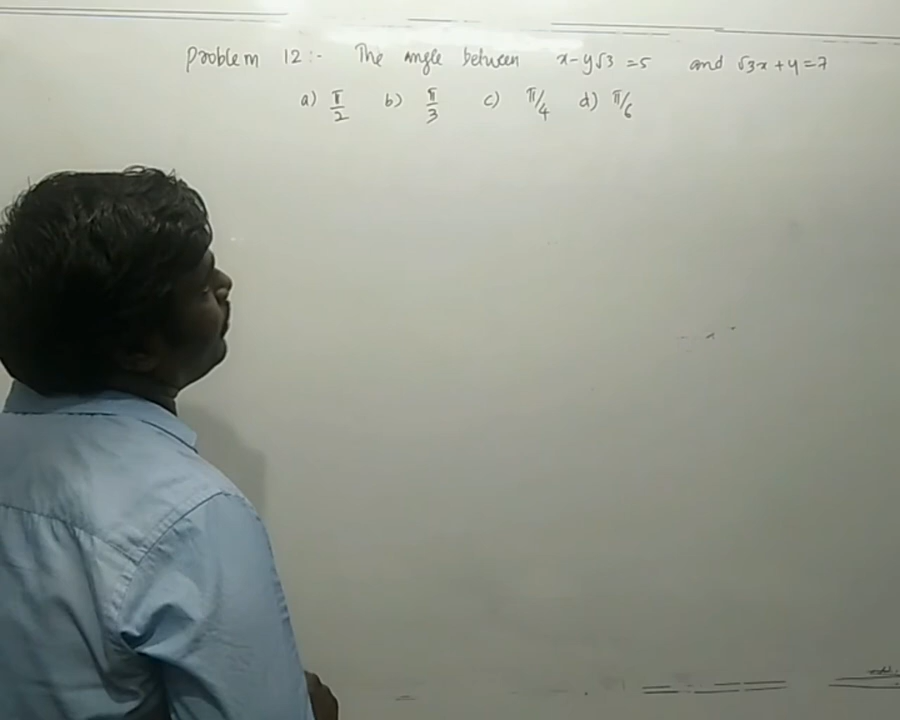 Problem 12:- The angle between x-y√3 =5 and √3x+y=7
a) π/2 b) π/3 c) π/4 d) π/6